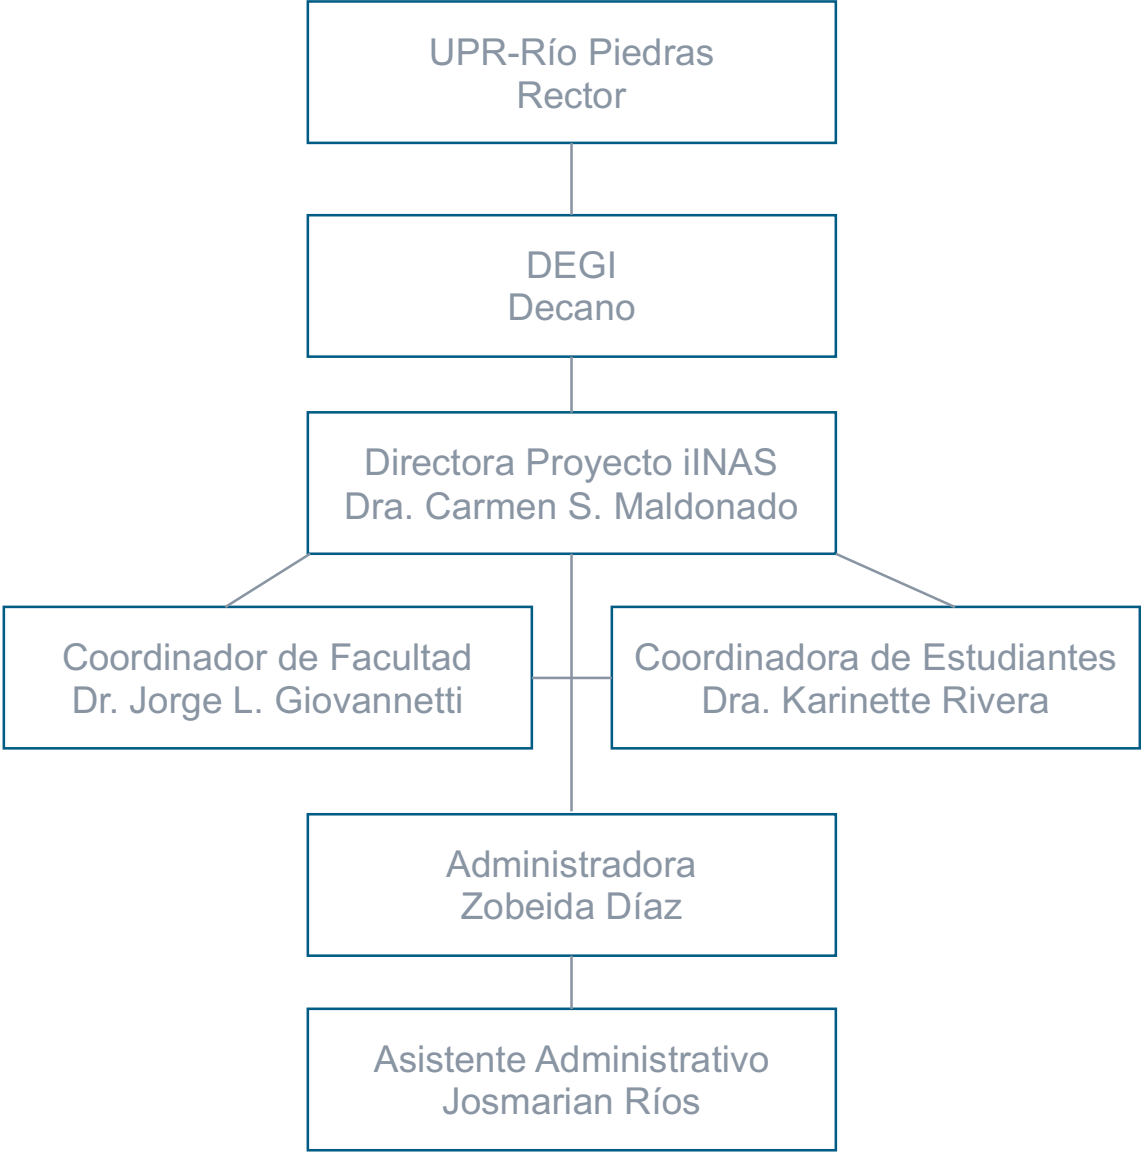 UPR-Río Piedras
Rector
DEGI
Decano
Directora Proyecto iINAS
Dra. Carmen S. Maldonado
Coordinador de Facultad
Dr. Jorge L. Giovannetti
Coordinadora de Estudiantes
Dra. Karinette Rivera
Administradora
Zobeida Díaz
Asistente Administrativo
Josmarian Ríos